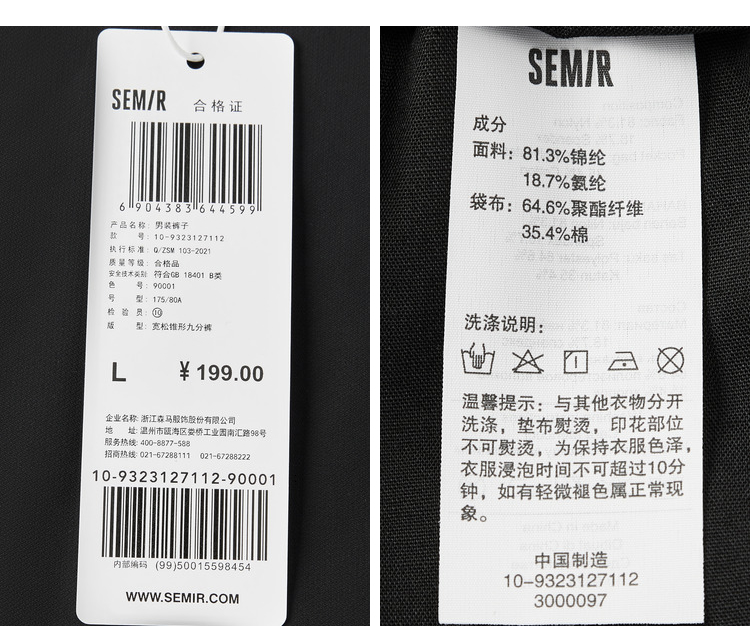 SEMIR 合格证
6 904383 644599
产品名称: 男装裤子
款 号: 10-9323127112
执行标准: Q/ZSM 103-2021
质量等级: 合格品
安全技术类别: 符合GB 18401 B类
色 号: 90001
号 型: 175/80A
检 验 员: ⑩
版 型: 宽松锥形九分裤
L ¥199.00
企业名称: 浙江森马服饰股份有限公司
地 址: 温州市瓯海区娄桥工业园南汇路98号
服务热线: 400-8877-588
招商热线: 021-67288111 021-67288222
10-9323127112-90001
内部编码 (99)50015598454
WWW.SEMIR.COM
SEMIR
成分
面料: 81.3%锦纶
18.7%氨纶
袋布: 64.6%聚酯纤维
35.4%棉
洗涤说明:
温馨提示: 与其他衣物分开
洗涤, 垫布熨烫, 印花部位
不可熨烫, 为保持衣服色泽,
衣服浸泡时间不可超过10分
钟, 如有轻微褪色属正常现
象。
中国制造
10-9323127112
3000097